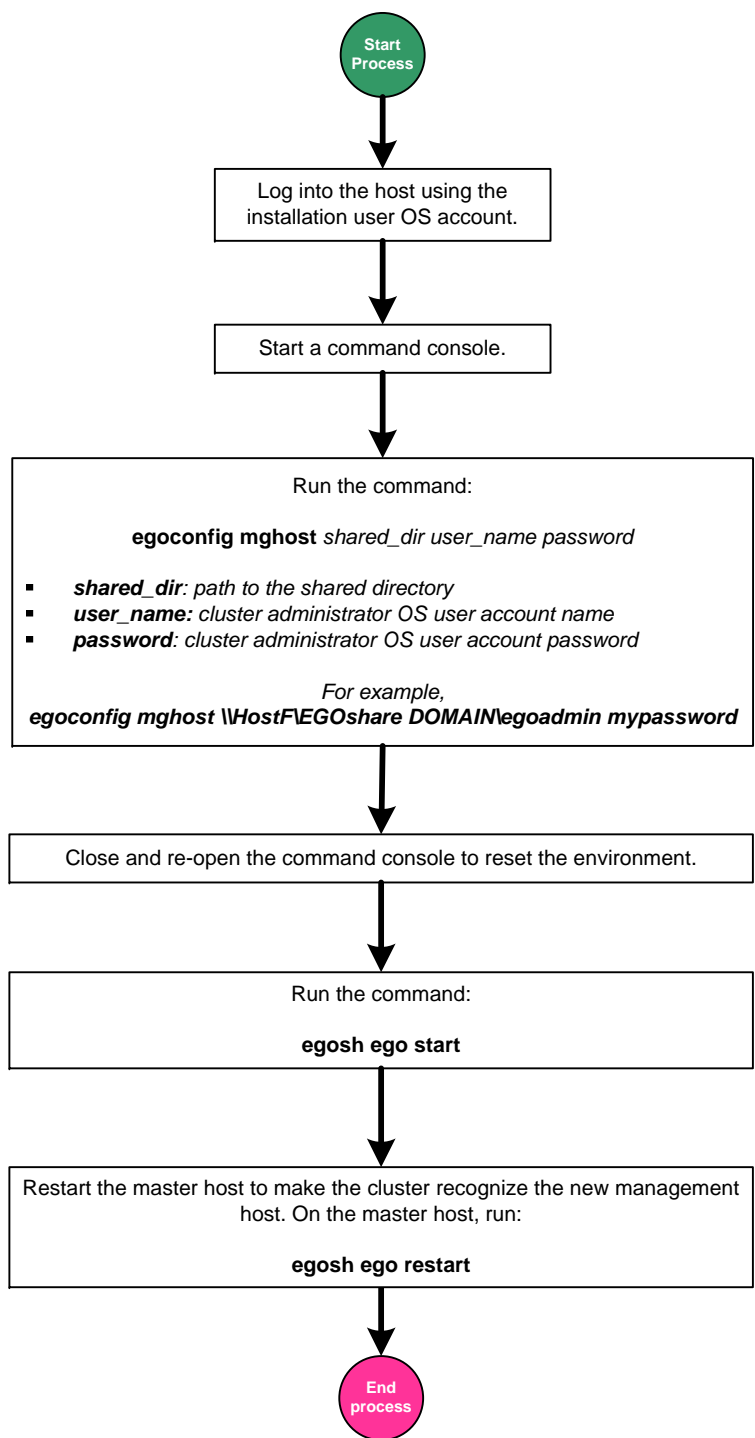 Start
Process
Log into the host using the
installation user OS account.
Start a command console.
Run the command:
egoconfig mghost shared_dir user_name password
▪ shared_dir: path to the shared directory
▪ user_name: cluster administrator OS user account name
▪ password: cluster administrator OS user account password
For example,
egoconfig mghost \\HostF\EGOshare DOMAIN\egoadmin mypassword
Close and re-open the command console to reset the environment.
Run the command:
egosh ego start
Restart the master host to make the cluster recognize the new management
host. On the master host, run:
egosh ego restart
End
process